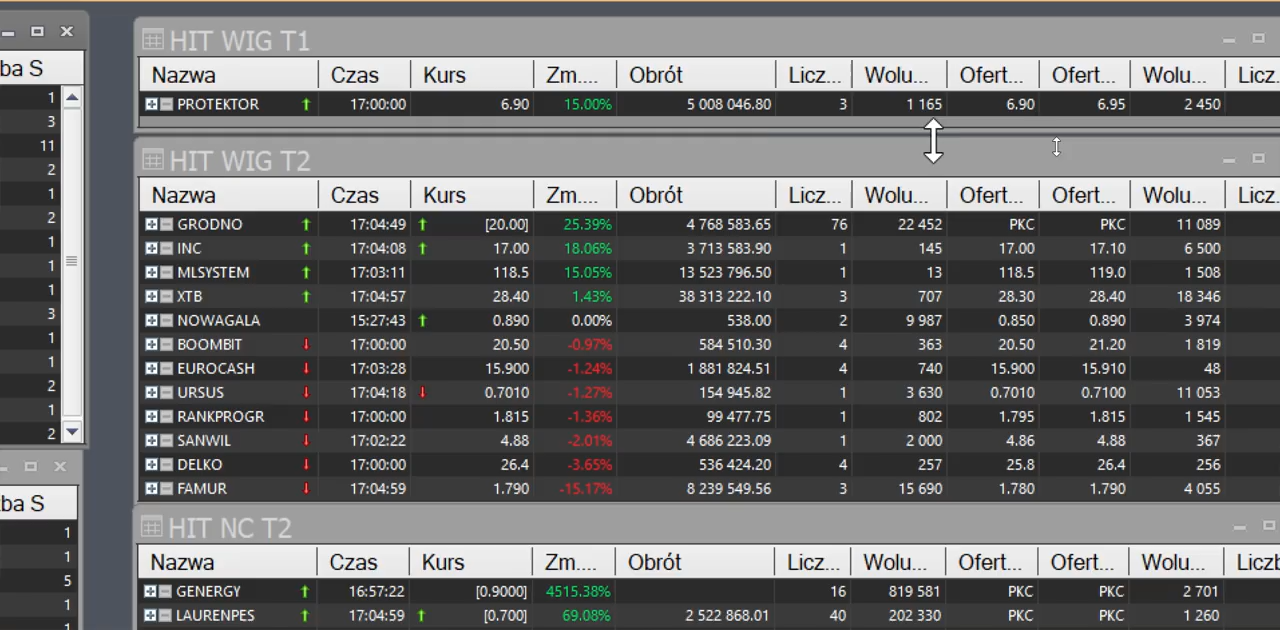 ba S
1
3
11
2
1
2
1
1
1
3
1
1
2
1
2
ba S
1
1
5
1
HIT WIG T1
Nazwa Czas Kurs Zm.... Obrót Licz... Wolu... Ofert... Ofert... Wolu... Licz..
PROTEKTOR 17:00:00 6.90 15.00% 5 008 046.80 3 1 165 6.90 6.95 2 450
HIT WIG T2
Nazwa Czas Kurs Zm.... Obrót Licz... Wolu... Ofert... Ofert... Wolu... Licz..
GRODNO 17:04:49 [20.00] 25.39% 4 768 583.65 76 22 452 PKC PKC 11 089
INC 17:04:08 17.00 18.06% 3 713 583.90 1 145 17.00 17.10 6 500
MLSYSTEM 17:03:11 118.5 15.05% 13 523 796.50 1 13 118.5 119.0 1 508
XTB 17:04:57 28.40 1.43% 38 313 222.10 3 707 28.30 28.40 18 346
NOWAGALA 15:27:43 0.890 0.00% 538.00 2 9 987 0.850 0.890 3 974
BOOMBIT 17:00:00 20.50 -0.97% 584 510.30 4 363 20.50 21.20 1 819
EUROCASH 17:03:28 15.900 -1.24% 1 881 824.51 4 740 15.900 15.910 48
URSUS 17:04:18 0.7010 -1.27% 154 945.82 1 3 630 0.7010 0.7100 11 053
RANKPROGR 17:00:00 1.815 -1.36% 99 477.75 1 802 1.795 1.815 1 545
SANWIL 17:02:22 4.88 -2.01% 4 686 223.09 1 2 000 4.86 4.88 367
DELKO 17:00:00 26.4 -3.65% 536 424.20 4 257 25.8 26.4 256
FAMUR 17:04:59 1.790 -15.17% 8 239 549.56 3 15 690 1.780 1.790 4 055
HIT NC T2
Nazwa Czas Kurs Zm.... Obrót Licz... Wolu... Ofert... Ofert... Wolu... Liczb
GENERGY 16:57:22 [0.9000] 4515.38% 16 819 581 PKC PKC 2 701
LAURENPES 17:04:59 [0.700] 69.08% 2 522 868.01 40 202 330 PKC PKC 1 260